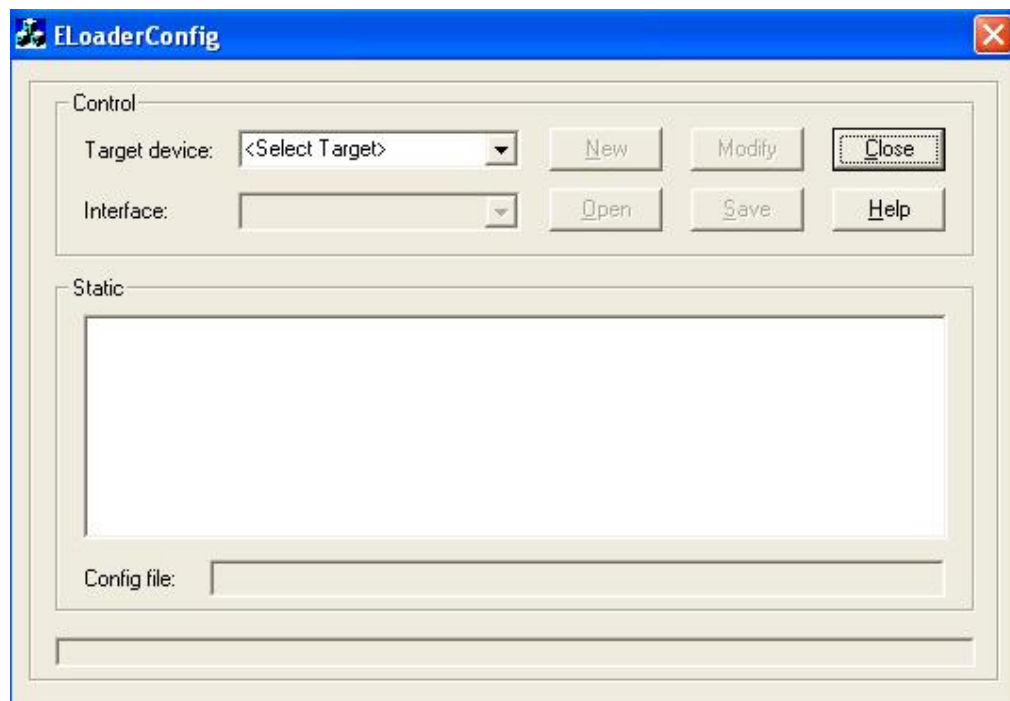 ELoaderConfig
Control
Target device: <Select Target> New Modify Close
Interface: Open Save Help
Static
Config file: